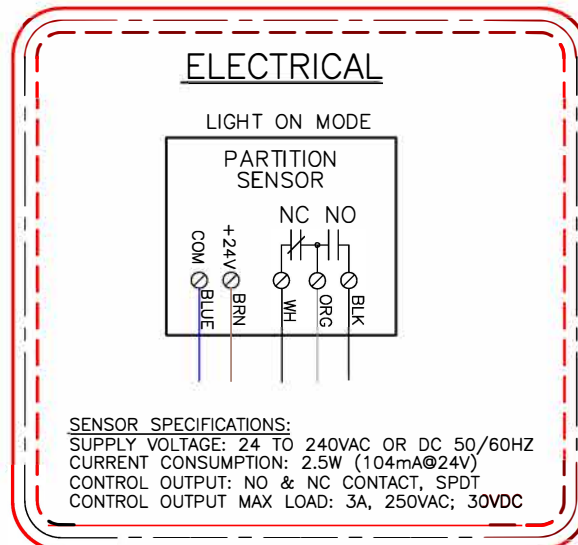 ELECTRICAL
LIGHT ON MODE
PARTITION
SENSOR
NC NO
COM
+24V
BLUE
BRN
WH
ORG
BLK
SENSOR SPECIFICATIONS:
SUPPLY VOLTAGE: 24 TO 240VAC OR DC 50/60HZ
CURRENT CONSUMPTION: 2.5W (104mA@24V)
CONTROL OUTPUT: NO & NC CONTACT, SPDT
CONTROL OUTPUT MAX LOAD: 3A, 250VAC; 30VDC